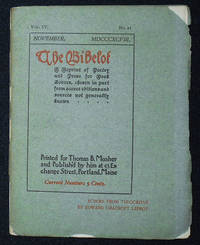 VOL. IV. No. 11
NOVEMBER, MDCCCXCVIII.
The Bibelot
A Reprint of Poetry
and Prose for Book
Lovers, chosen in part
from scarce editions and
sources not generally
known
Printed for Thomas B. Mosher
and Publish'd by him at 45 Ex
change Street, Portland, Maine
Current Numbers 5 Cents.
ECHOES FROM THEOCRITUS
BY EDWARD CRACROFT LEFROY